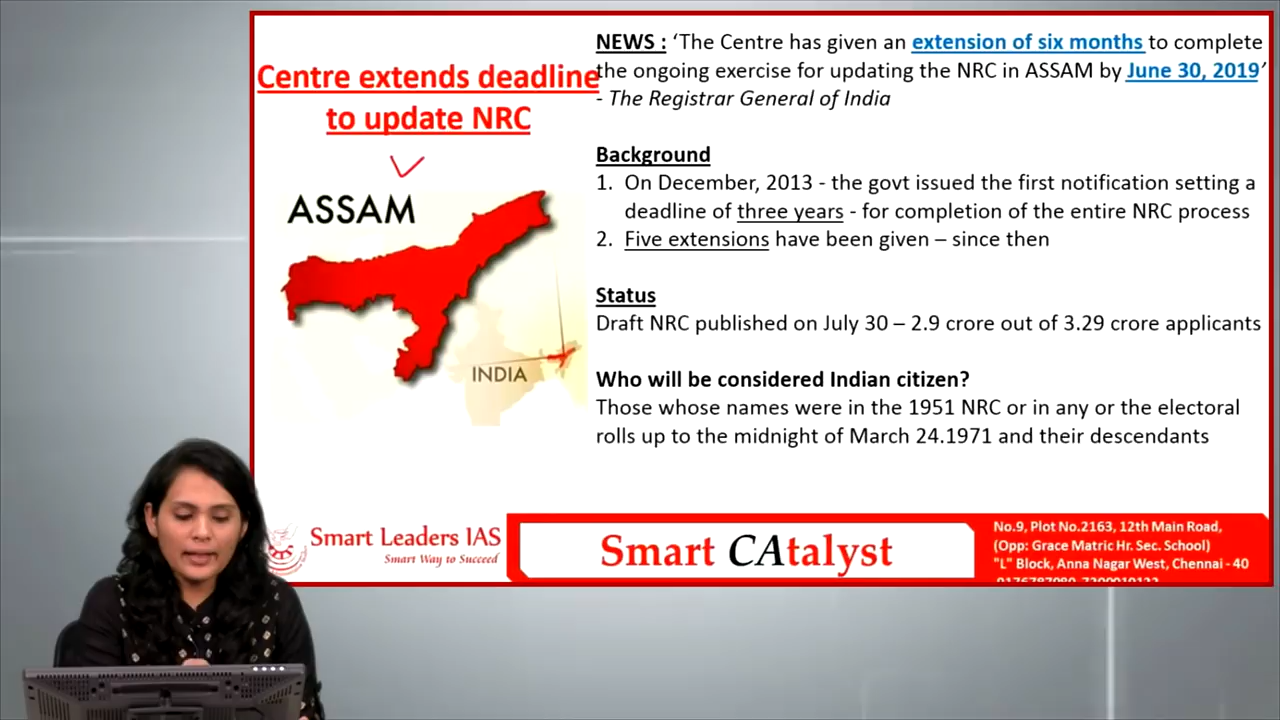 Centre extends deadline
to update NRC
ASSAM
INDIA
NEWS : ‘The Centre has given an extension of six months to complete
the ongoing exercise for updating the NRC in ASSAM by June 30, 2019’
- The Registrar General of India
Background
1. On December, 2013 - the govt issued the first notification setting a
deadline of three years - for completion of the entire NRC process
2. Five extensions have been given – since then
Status
Draft NRC published on July 30 – 2.9 crore out of 3.29 crore applicants
Who will be considered Indian citizen?
Those whose names were in the 1951 NRC or in any or the electoral
rolls up to the midnight of March 24.1971 and their descendants
Smart Leaders IAS
Smart Way to Succeed
Smart CAtalyst
No.9, Plot No.2163, 12th Main Road,
(Opp: Grace Matric Hr. Sec. School)
"L" Block, Anna Nagar West, Chennai - 40